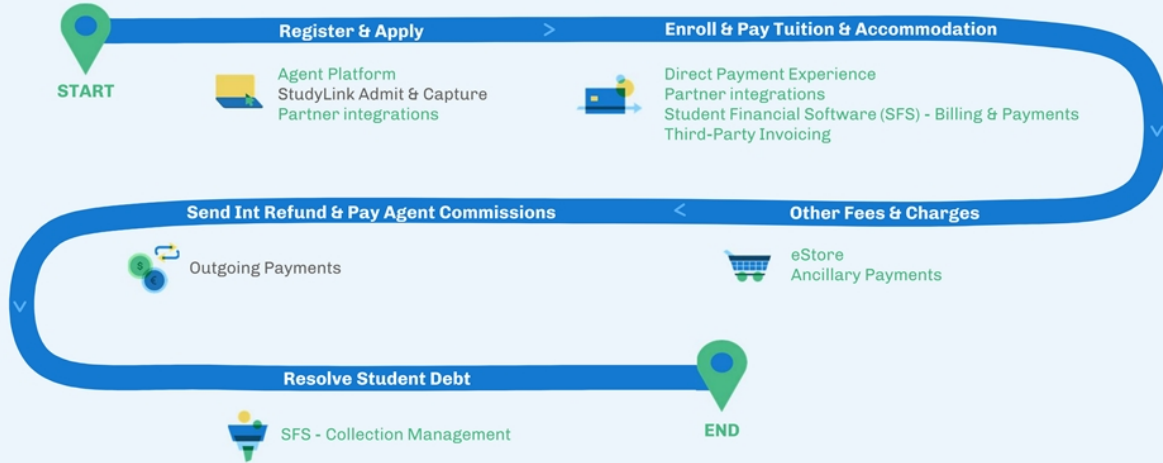 Register & Apply
>
Enroll & Pay Tuition & Accommodation
START
Agent Platform
StudyLink Admit & Capture
Partner integrations
Direct Payment Experience
Partner integrations
Student Financial Software (SFS) - Billing & Payments
Third-Party Invoicing
Other Fees & Charges
<
Send Int Refund & Pay Agent Commissions
eStore
Ancillary Payments
$
€
Outgoing Payments
Resolve Student Debt
SFS - Collection Management
END